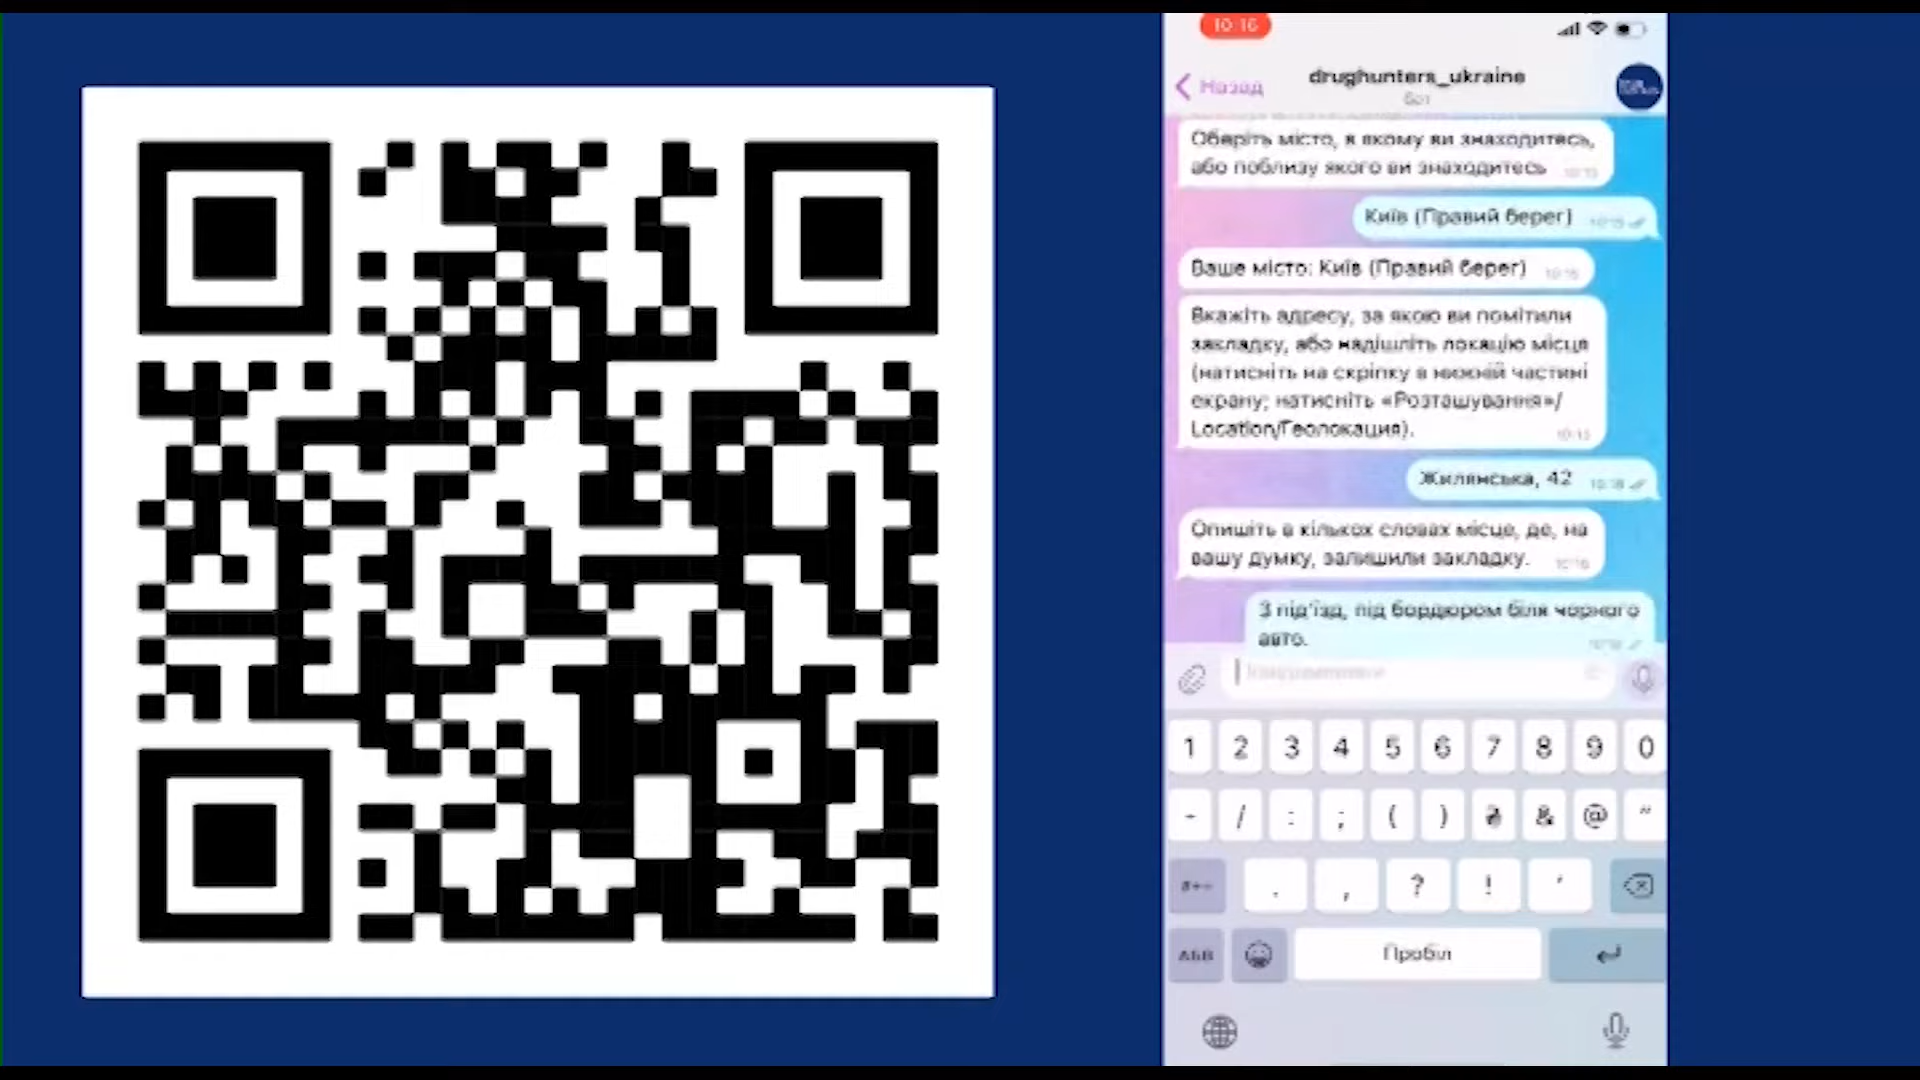 10:16
drughunters_ukraine
Назад
бот
Оберіть місто, в якому ви знаходитесь,
або поблизу якого ви знаходитесь
Київ (Правий берег)
Ваше місто: Київ (Правий берег)
Вкажіть адресу, за якою ви помітили
закладку, або надішліть локацію місця
(натисніть на скріпку в нижній частині
екрану; натисніть «Розташування»/
Location/Геолокация).
Жилянська, 42
Опишіть в кількох словах місце, де, на
вашу думку, залишили закладку.
3 під'їзд, під бордюром біля чорного
авто.
1 2 3 4 5 6 7 8 9 0
- / : ; ( ) ₴ & @ "
#+=
. , ? ! '
АБВ
Пробіл